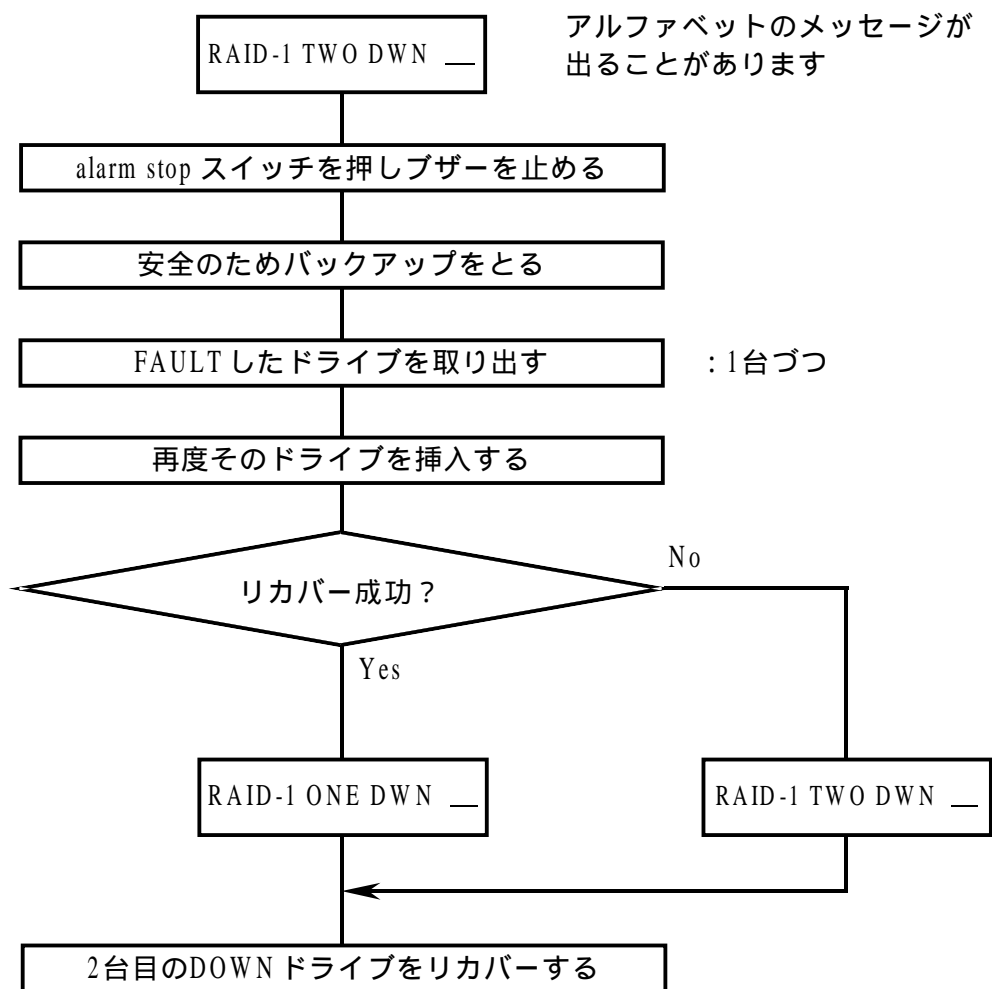 RAID-1 TWO DWN __
アルファベットのメッセージが
出ることがあります
alarm stop スイッチを押しブザーを止める
安全のためバックアップをとる
FAULTしたドライブを取り出す
：1台づつ
再度そのドライブを挿入する
リカバー成功？
No
Yes
RAID-1 ONE DWN __
RAID-1 TWO DWN __
2台目のDOWNドライブをリカバーする